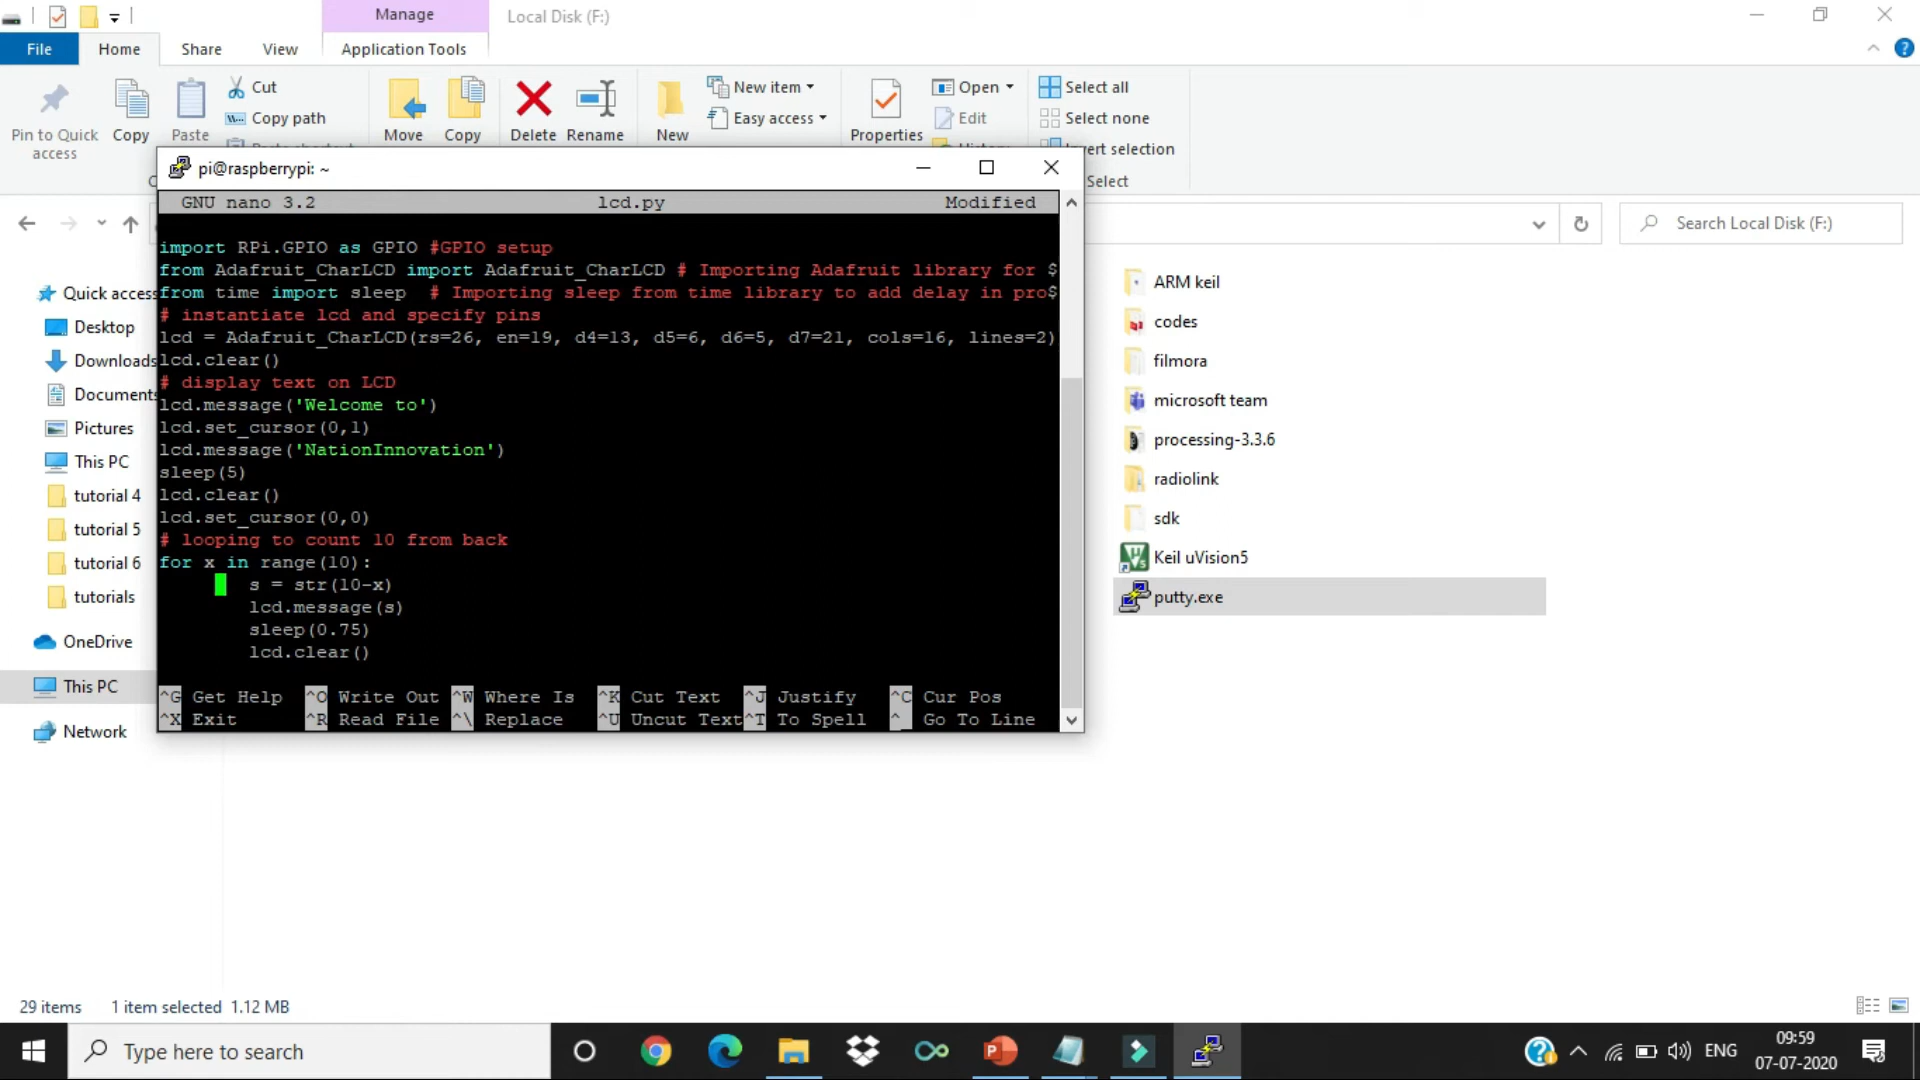 Manage
Local Disk (F:)
File
Home
Share
View
Application Tools
Pin to Quick access
Copy
Paste
Cut
Copy path
Move
Copy
Delete
Rename
New
New item
Easy access
Properties
Open
Edit
Select all
Select none
Invert selection
Select
Search Local Disk (F:)
pi@raspberrypi: ~
GNU nano 3.2 lcd.py Modified
import RPi.GPIO as GPIO #GPIO setup
from Adafruit_CharLCD import Adafruit_CharLCD # Importing Adafruit library for $
from time import sleep  # Importing sleep from time library to add delay in pro$
# instantiate lcd and specify pins
lcd = Adafruit_CharLCD(rs=26, en=19, d4=13, d5=6, d6=5, d7=21, cols=16, lines=2)
lcd.clear()
# display text on LCD
lcd.message('Welcome to')
lcd.set_cursor(0,1)
lcd.message('NationInnovation')
sleep(5)
lcd.clear()
lcd.set_cursor(0,0)
# looping to count 10 from back
for x in range(10):
s = str(10-x)
lcd.message(s)
sleep(0.75)
lcd.clear()
^G Get Help ^O Write Out ^W Where Is ^K Cut Text ^J Justify ^C Cur Pos
^X Exit ^R Read File ^\ Replace ^U Uncut Text ^T To Spell ^_ Go To Line
Quick access
Desktop
Downloads
Documents
Pictures
This PC
tutorial 4
tutorial 5
tutorial 6
tutorials
OneDrive
This PC
Network
ARM keil
codes
filmora
microsoft team
processing-3.3.6
radiolink
sdk
Keil uVision5
putty.exe
29 items 1 item selected 1.12 MB
Type here to search
ENG
09:59
07-07-2020